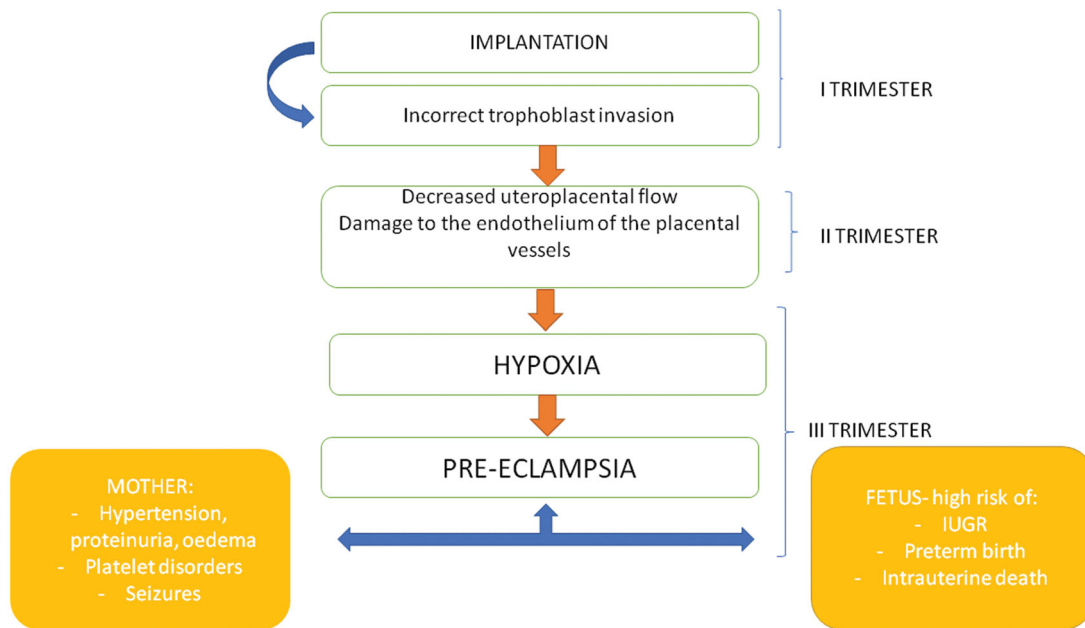 IMPLANTATION
I TRIMESTER
Incorrect trophoblast invasion
Decreased uteroplacental flow
Damage to the endothelium of the placental
vessels
II TRIMESTER
HYPOXIA
III TRIMESTER
PRE-ECLAMPSIA
MOTHER:
- Hypertension,
proteinuria, oedema
- Platelet disorders
- Seizures
FETUS- high risk of:
- IUGR
- Preterm birth
- Intrauterine death